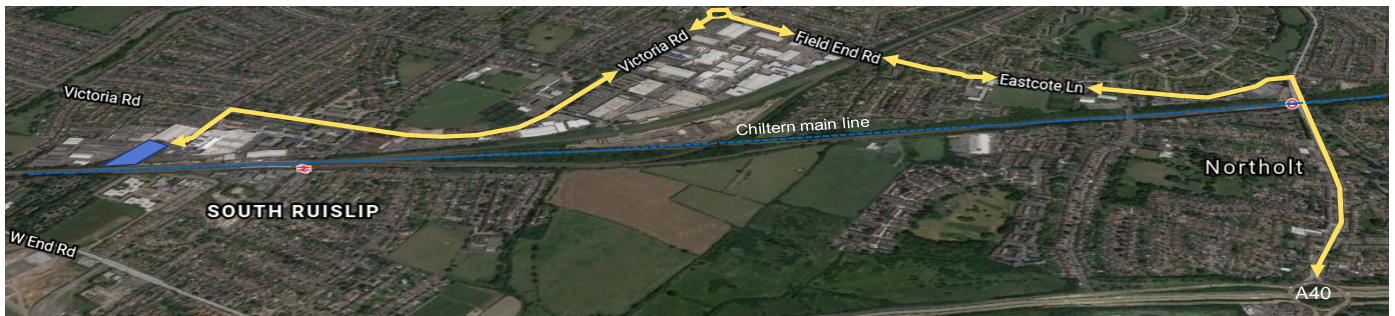 Victoria Rd
Field End Rd
Eastcote Ln
Victoria Rd
Chiltern main line
Northolt
SOUTH RUISLIP
W End Rd
A40